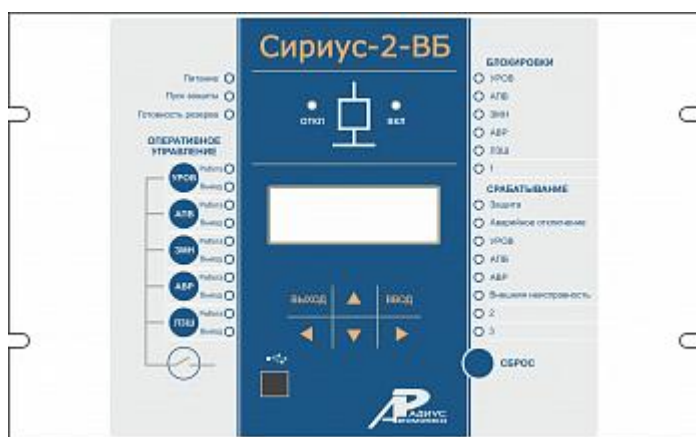 Сириус-2-ВБ
Питание
Пуск защиты
Готовность резерва
ОПЕРАТИВНОЕ
УПРАВЛЕНИЕ
УРОВ
Работа
Вывод
АПВ
Работа
Вывод
ЗМН
Работа
Вывод
АВР
Работа
Вывод
ЛЗШ
Работа
Вывод
ОТКЛ
ВКЛ
ВЫХОД
ВВОД
РАДИУС
Автоматика
БЛОКИРОВКИ
УРОВ
АПВ
ЗМН
АВР
ЛЗШ
1
СРАБАТЫВАНИЕ
Защита
Аварийное отключение
УРОВ
АПВ
АВР
Внешняя неисправность
2
3
СБРОС